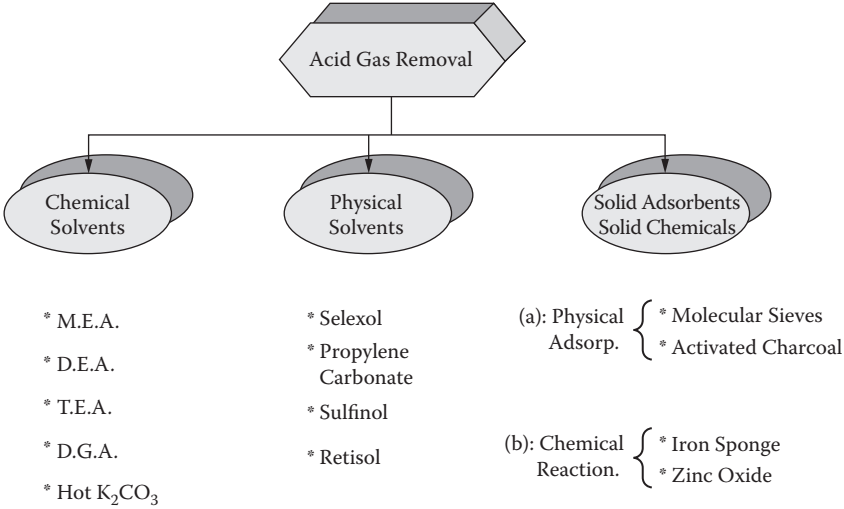 Acid Gas Removal
Chemical
Solvents
Physical
Solvents
Solid Adsorbents
Solid Chemicals
* M.E.A.
* D.E.A.
* T.E.A.
* D.G.A.
* Hot K₂CO₃
* Selexol
* Propylene
Carbonate
* Sulfinol
* Retisol
(a): Physical
Adsorp.
* Molecular Sieves
* Activated Charcoal
(b): Chemical
Reaction.
* Iron Sponge
* Zinc Oxide